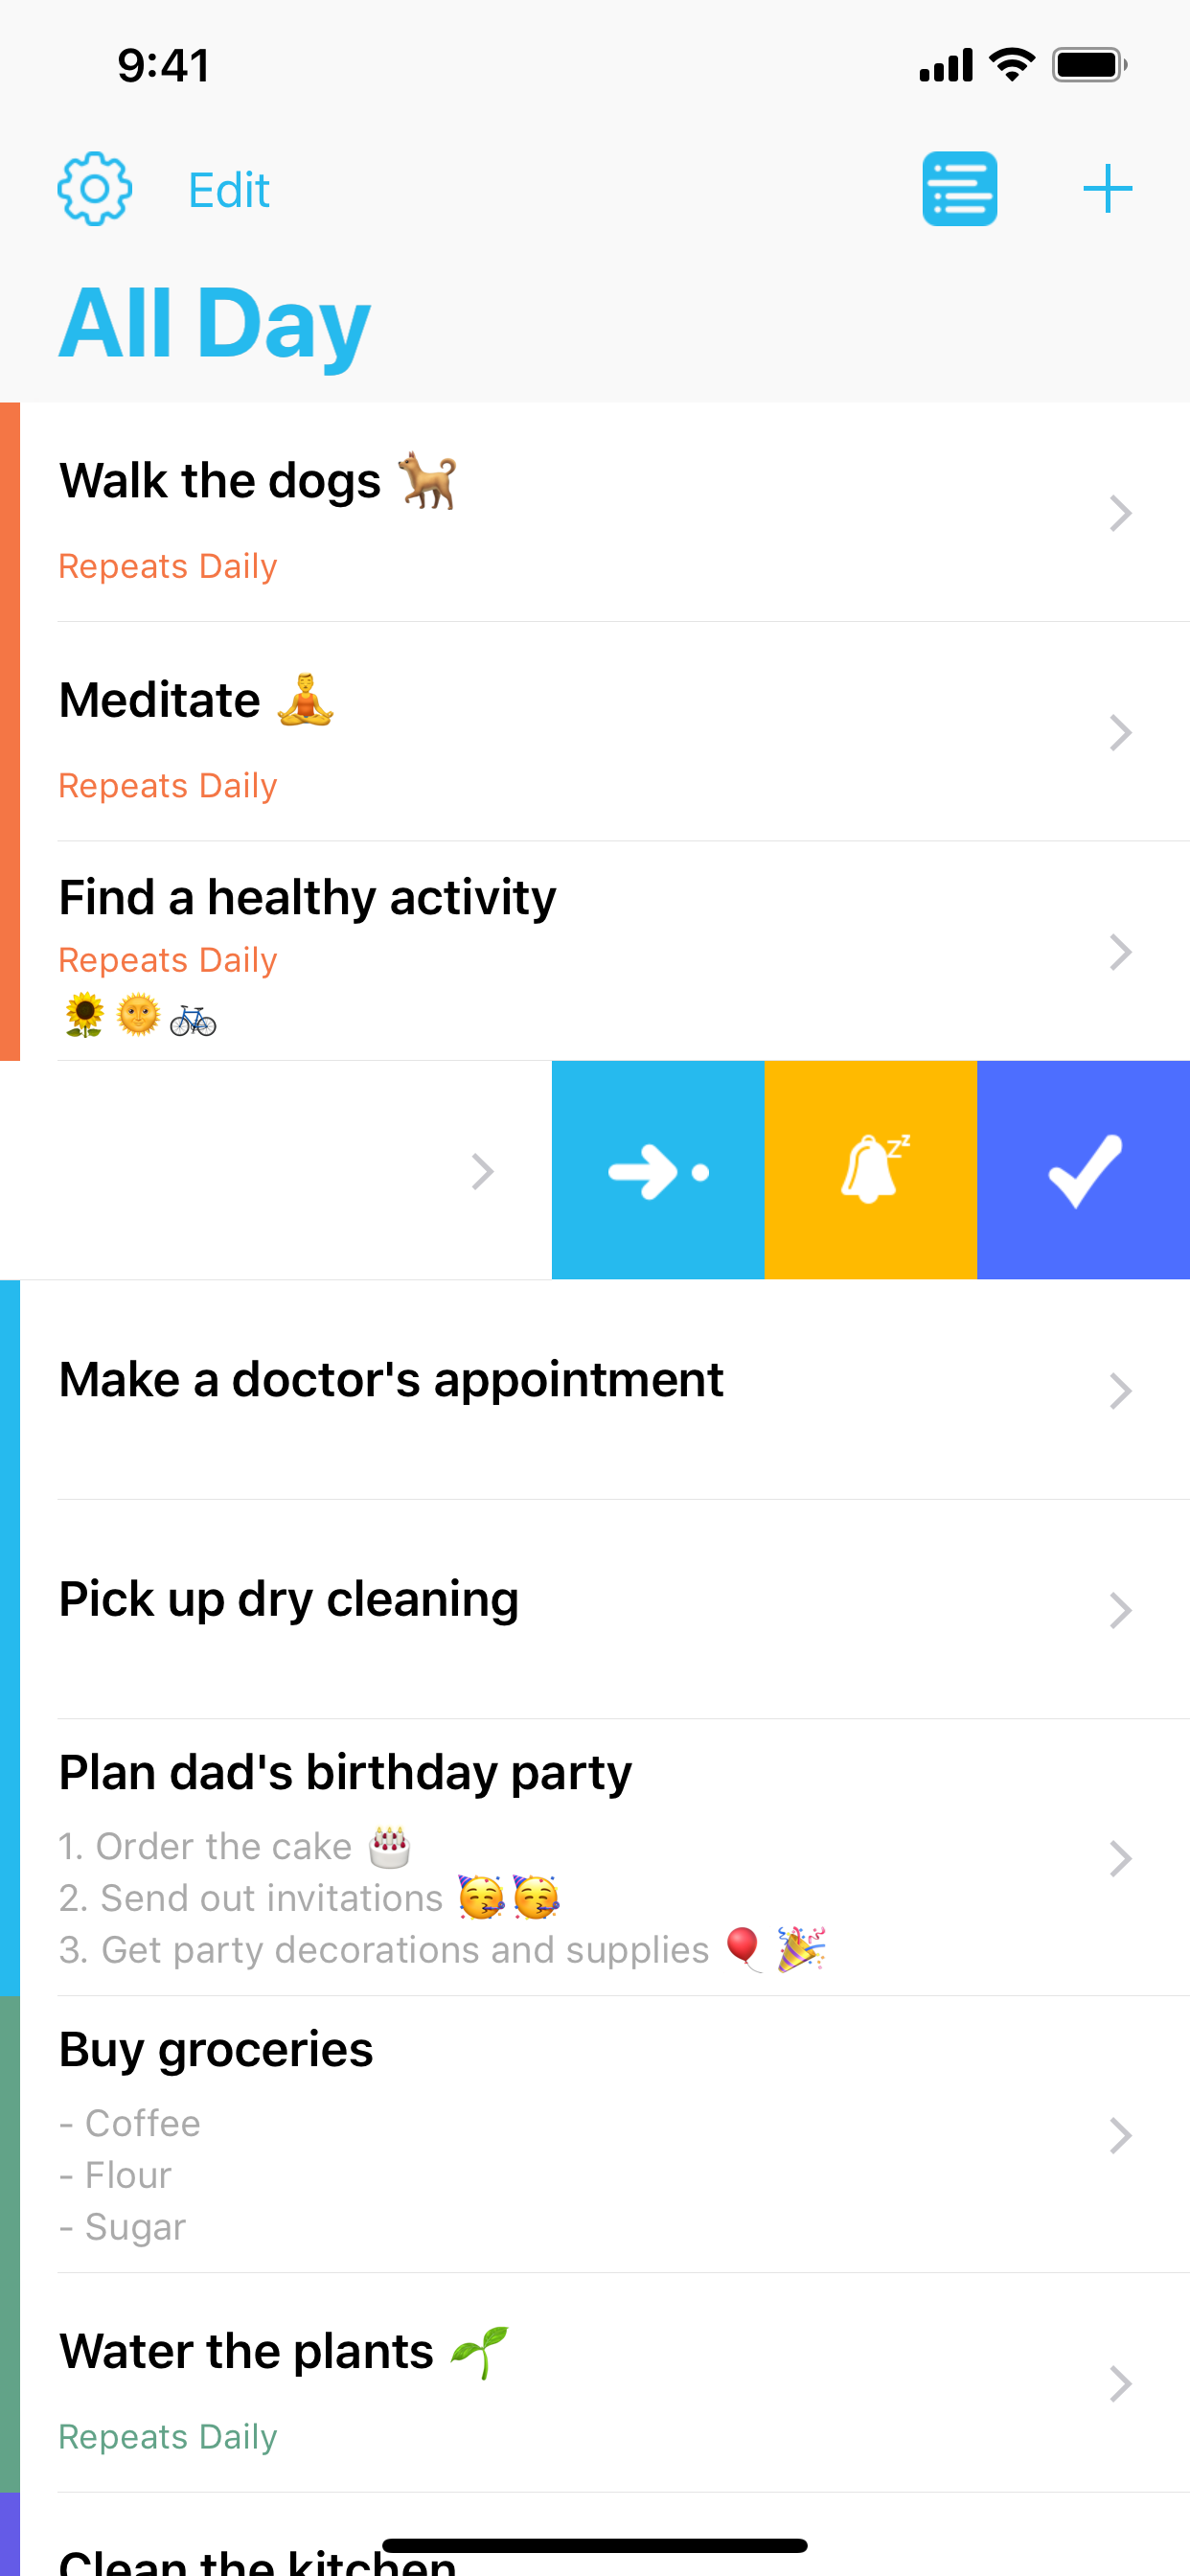 9:41
Edit
All Day
Walk the dogs 🐕
Repeats Daily
Meditate 🧘
Repeats Daily
Find a healthy activity
Repeats Daily
🌻🌞🚲
zz
Make a doctor's appointment
Pick up dry cleaning
Plan dad's birthday party
1. Order the cake 🎂
2. Send out invitations 🥳🥳
3. Get party decorations and supplies 🎈🎉
Buy groceries
- Coffee
- Flour
- Sugar
Water the plants 🌱
Repeats Daily
Clean the kitchen